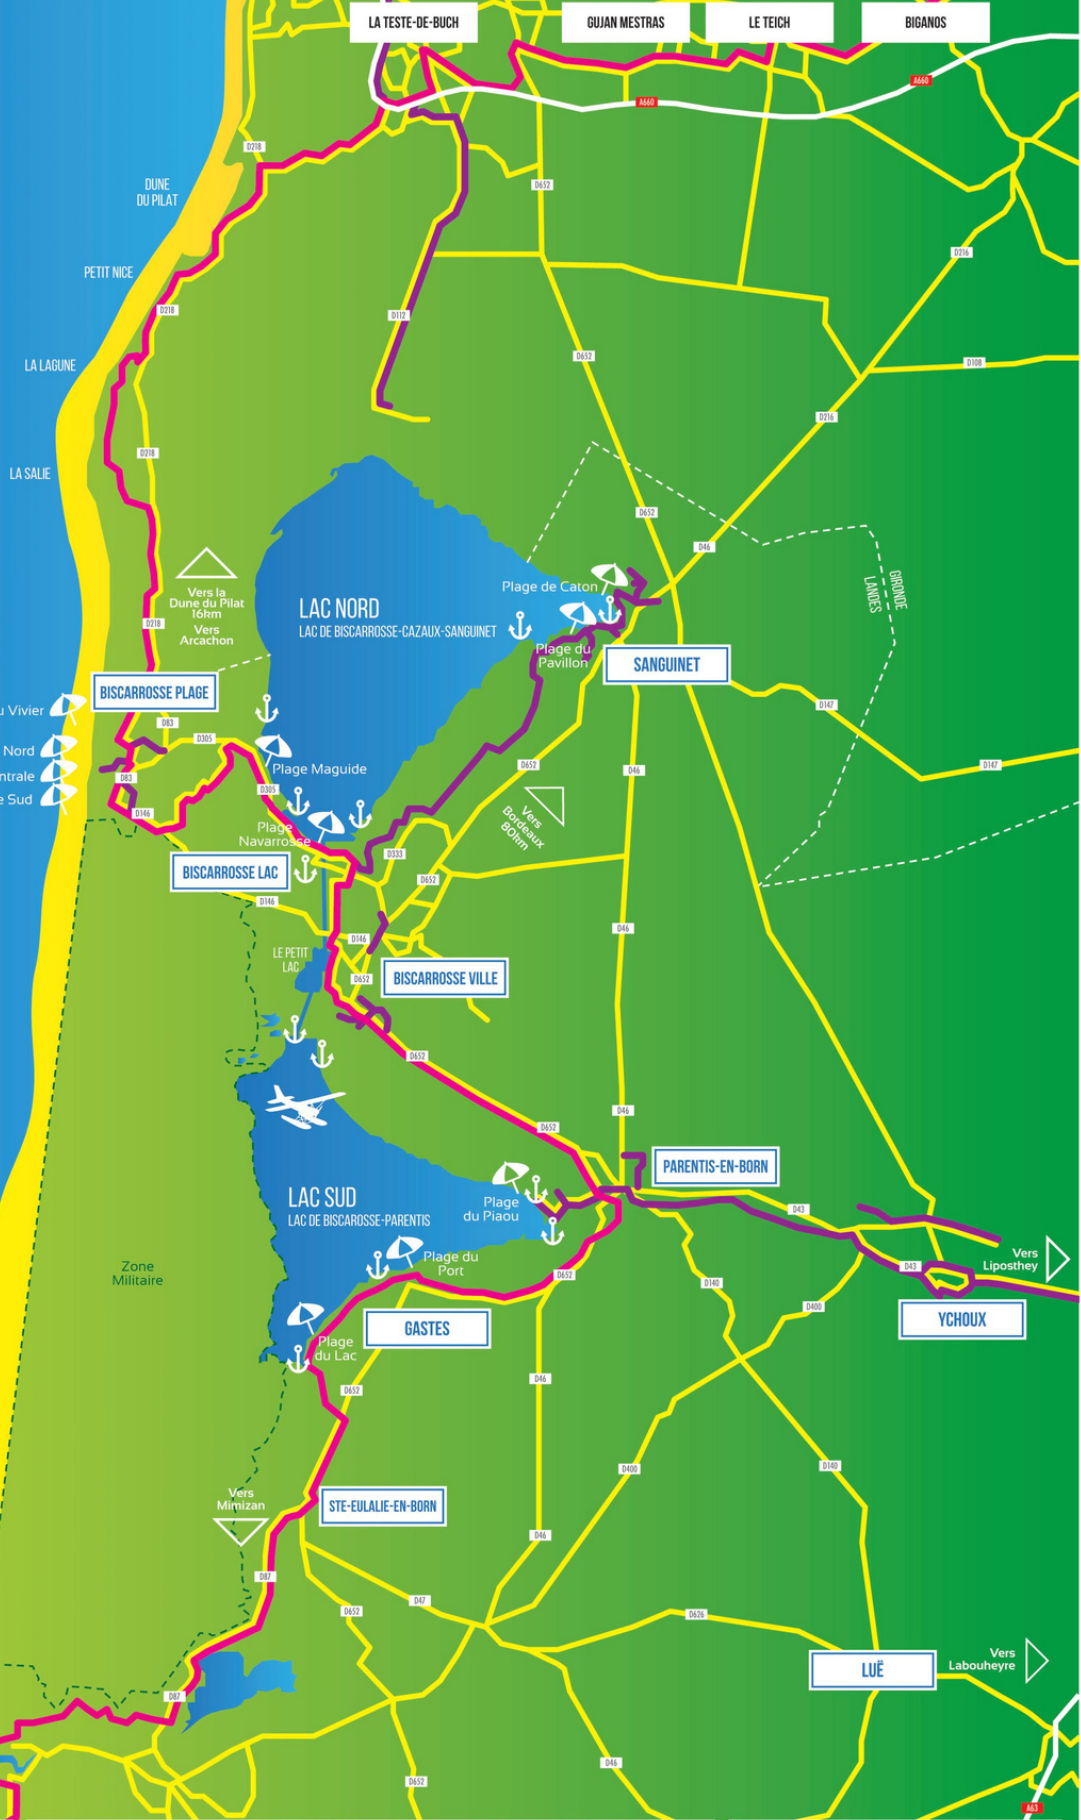 LA TESTE-DE-BUCH
GUJAN MESTRAS
LE TEICH
BIGANOS
A660
A660
D218
DUNE
DU PILAT
D652
D216
PETIT NICE
D218
D112
LA LAGUNE
D652
D108
D216
D218
LA SALIE
D652
D46
GIRONDE
LANDES
Vers la
Dune du Pilat
16km
Vers
Arcachon
D218
LAC NORD
LAC DE BISCARROSSE-CAZAUX-SANGUINET
Plage de Caton
Plage du
Pavillon
SANGUINET
BISCARROSSE PLAGE
u Vivier
D83
D305
D147
Nord
ntrale
e Sud
D83
D146
Plage Maguide
D305
D652
D46
D147
Vers
Bordeaux
80km
Plage
Navarrosse
D333
BISCARROSSE LAC
D652
D146
D46
D146
LE PETIT
LAC
D652
BISCARROSSE VILLE
D652
D46
D652
PARENTIS-EN-BORN
LAC SUD
LAC DE BISCAROSSE-PARENTIS
Plage
du Piaou
D43
Zone
Militaire
Plage du
Port
D652
D43
Vers
Liposthey
D140
D400
GASTES
YCHOUX
Plage
du Lac
D652
D46
D400
D140
Vers
Mimizan
STE-EULALIE-EN-BORN
D46
D87
D47
D652
D626
LUË
Vers
Labouheyre
D87
D46
D652
A63